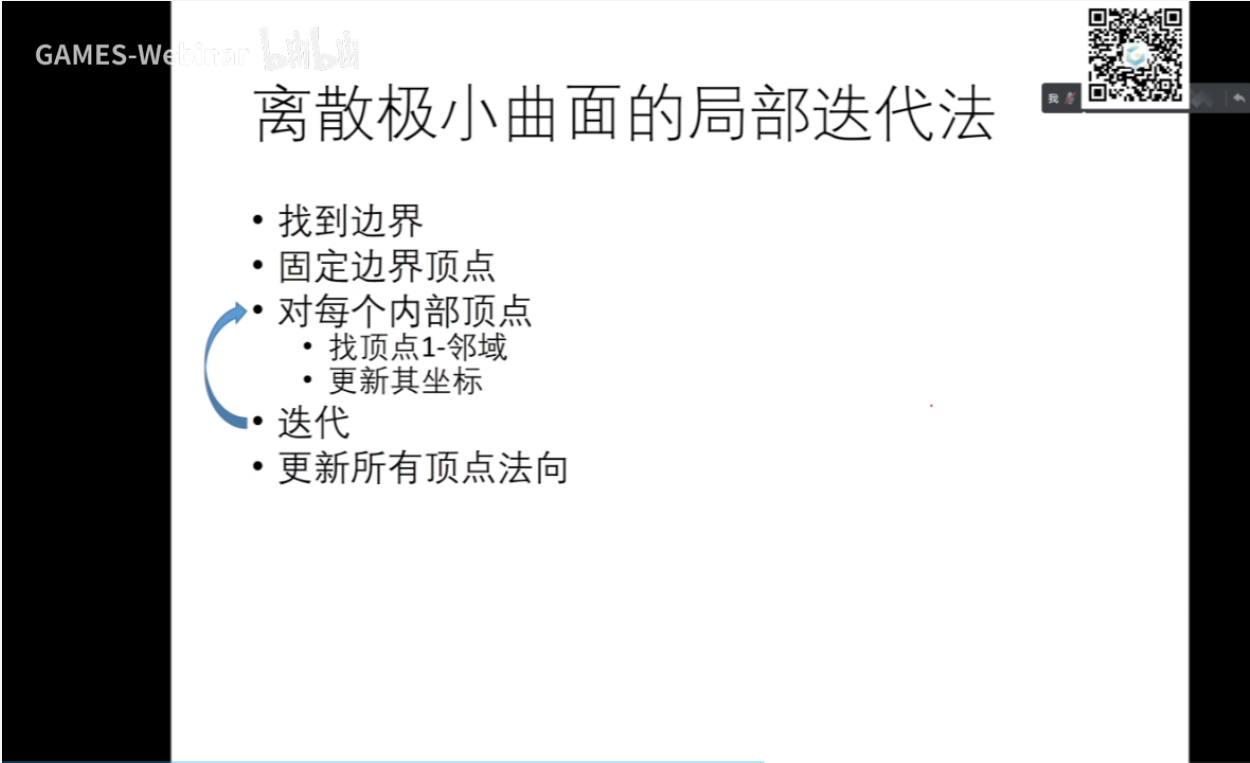 GAMES-Webinar bilibili
离散极小曲面的局部迭代法
我
• 找到边界
• 固定边界顶点
• 对每个内部顶点
• 找顶点1-邻域
• 更新其坐标
• 迭代
• 更新所有顶点法向